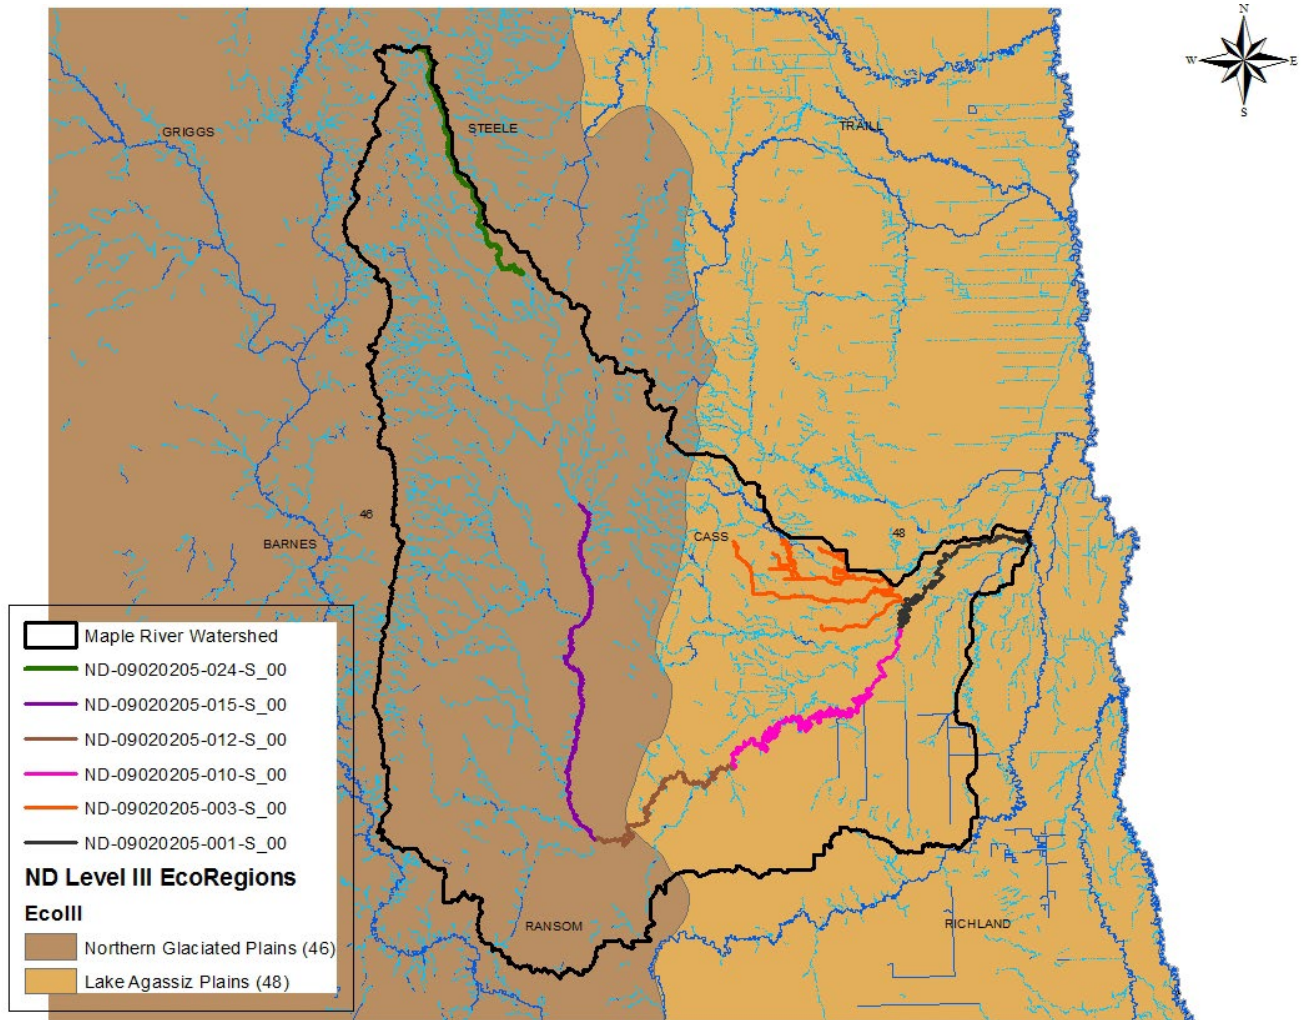 N
W
E
S
GRIGGS
STEELE
TRAILL
46
BARNES
CASS
48
RANSOM
RICHLAND
Maple River Watershed
ND-09020205-024-S_00
ND-09020205-015-S_00
ND-09020205-012-S_00
ND-09020205-010-S_00
ND-09020205-003-S_00
ND-09020205-001-S_00
ND Level III EcoRegions
EcoIII
Northern Glaciated Plains (46)
Lake Agassiz Plains (48)